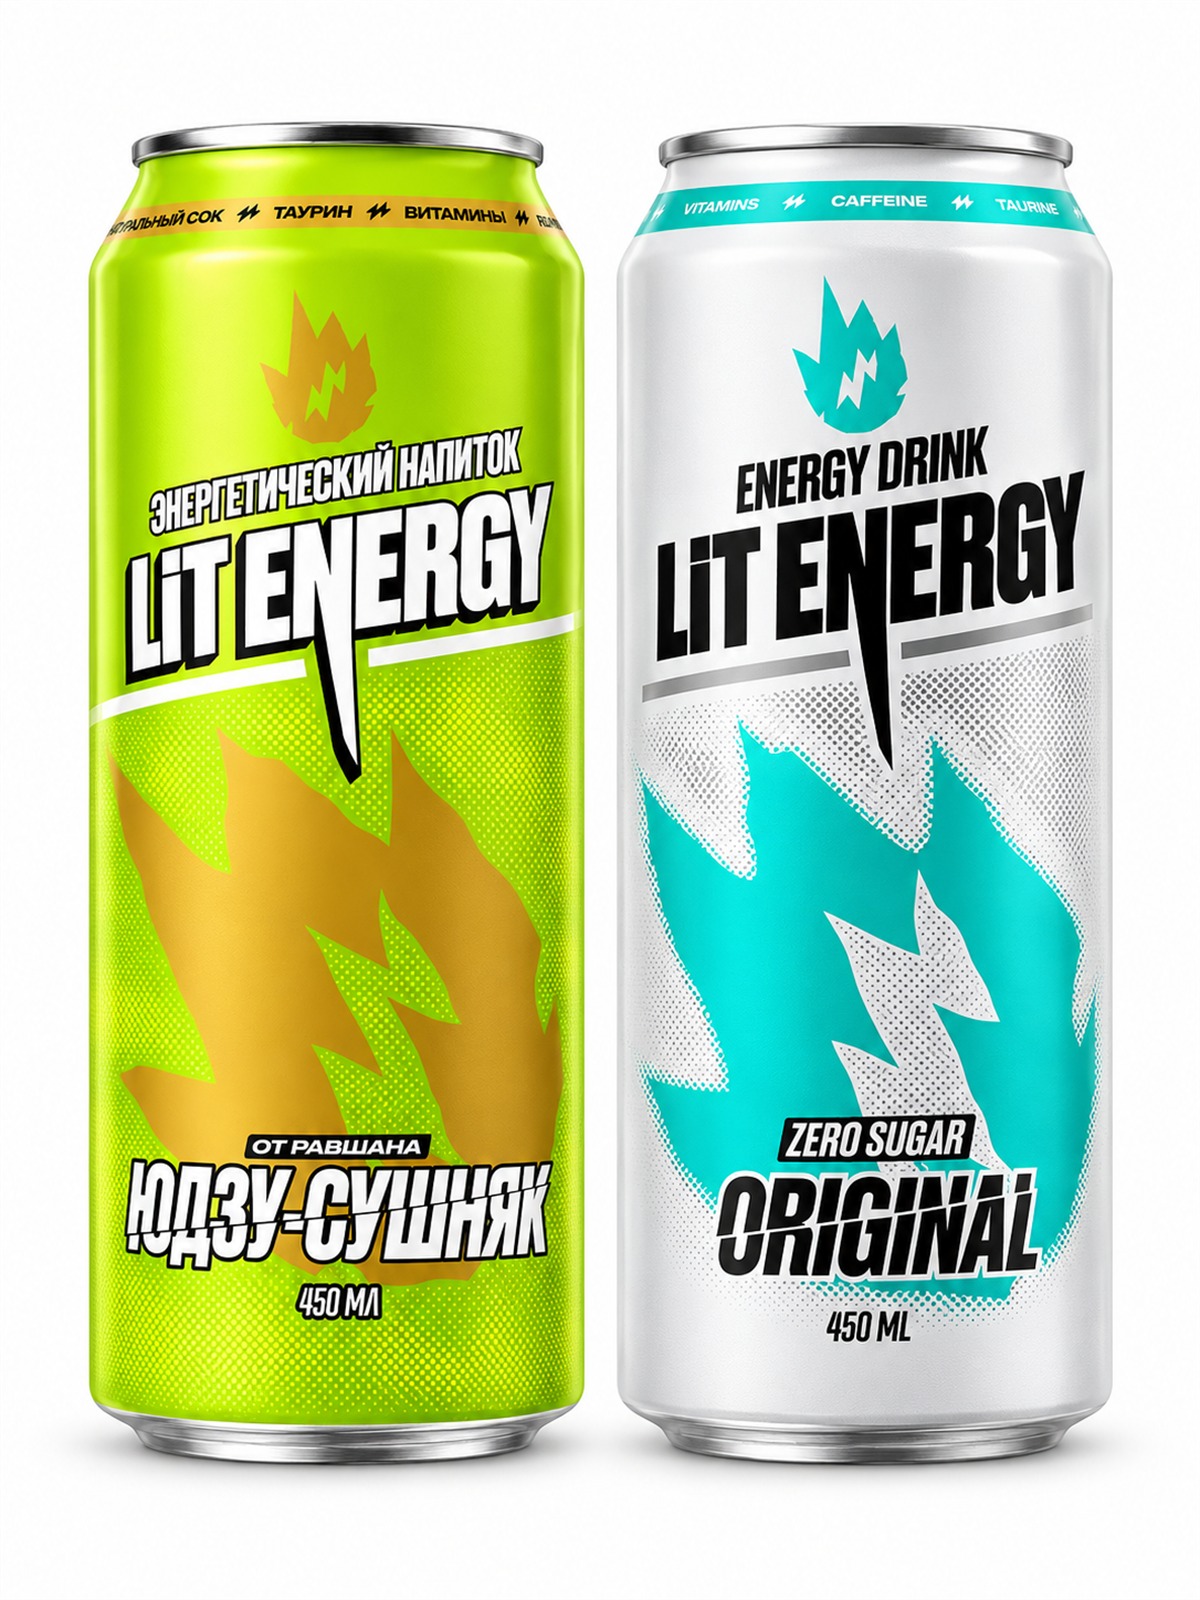 ТАУРИН ВИТАМИНЫ
ЭНЕРГЕТИЧЕСКИЙ НАПИТОК
LiT ENERGY
ОТ РАВШАНА
ЮДЗУ-СУШНЯК
450 МЛ
VITAMINS CAFFEINE TAURINE
ENERGY DRINK
LiT ENERGY
ZERO SUGAR
ORIGINAL
450 ML